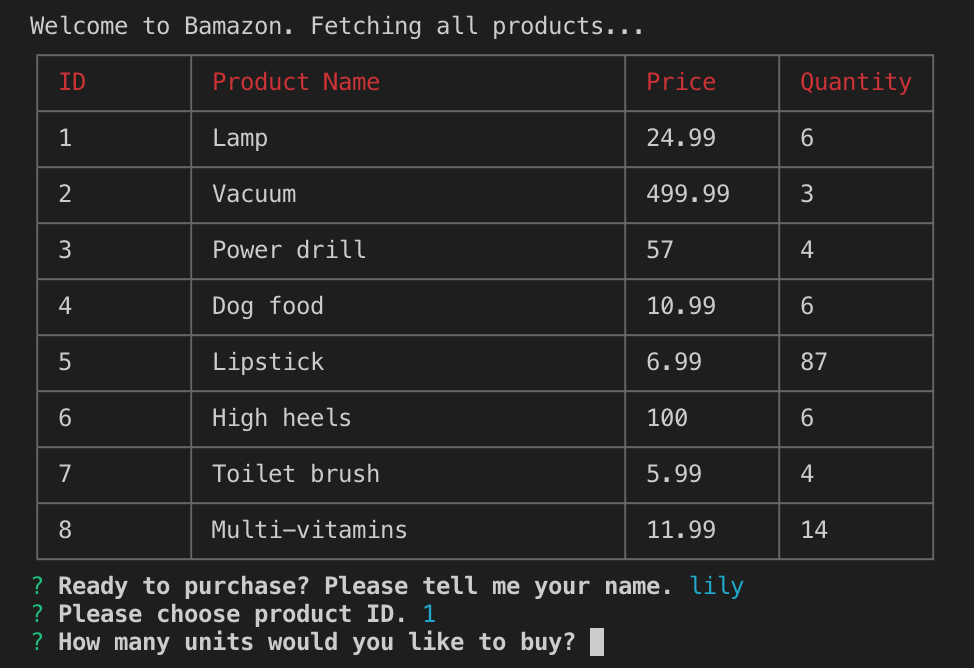 Welcome to Bamazon. Fetching all products...
ID Product Name Price Quantity
1 Lamp 24.99 6
2 Vacuum 499.99 3
3 Power drill 57 4
4 Dog food 10.99 6
5 Lipstick 6.99 87
6 High heels 100 6
7 Toilet brush 5.99 4
8 Multi-vitamins 11.99 14
? Ready to purchase? Please tell me your name. lily
? Please choose product ID. 1
? How many units would you like to buy?